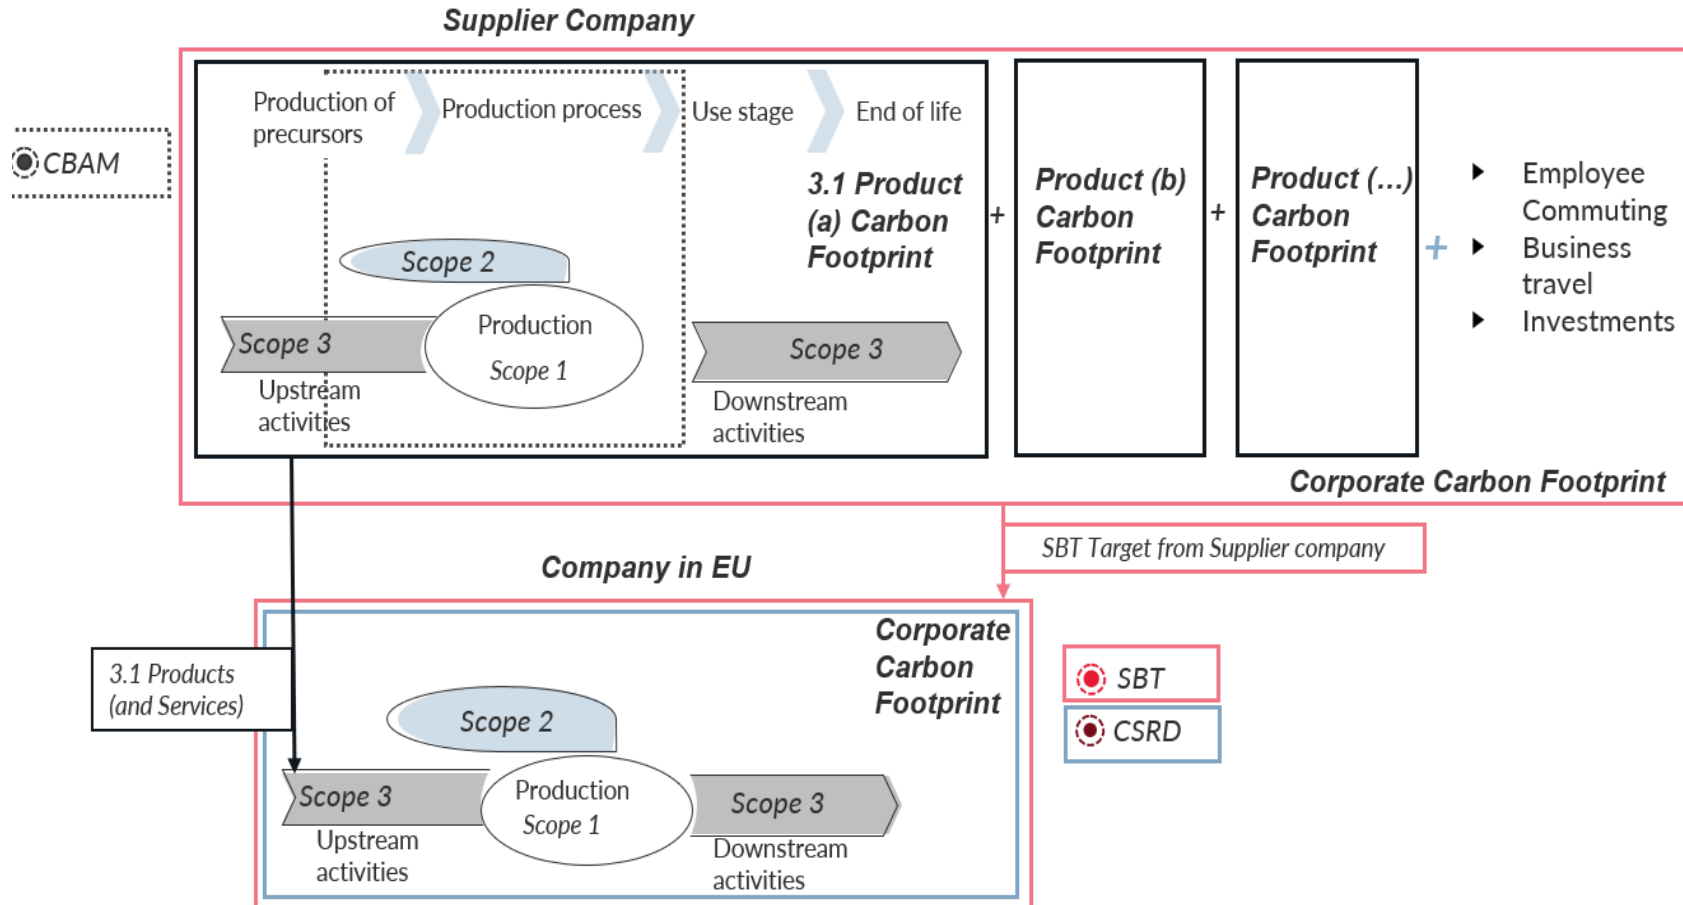 Supplier Company
Production of
precursors
Production process
Use stage
End of life
CBAM
3.1 Product
(a) Carbon
Footprint
+
Product (b)
Carbon
Footprint
+
Product (...)
Carbon
Footprint
+
Employee
Commuting
Business
travel
Investments
Scope 2
Scope 3
Production
Scope 1
Scope 3
Upstream
activities
Downstream
activities
Corporate Carbon Footprint
SBT Target from Supplier company
Company in EU
Corporate
Carbon
Footprint
3.1 Products
(and Services)
SBT
CSRD
Scope 2
Scope 3
Production
Scope 1
Scope 3
Upstream
activities
Downstream
activities